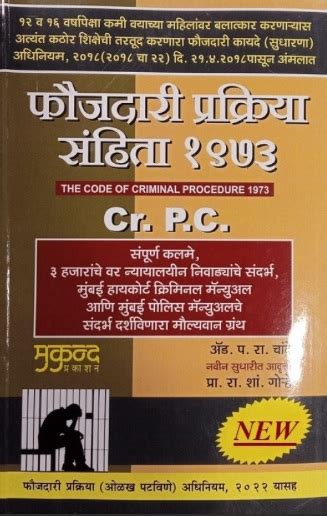 १२ व १६ वर्षापेक्षा कमी वयाच्या महिलांवर बलात्कार करणाऱ्यास
अत्यंत कठोर शिक्षेची तरतूद करणारा फौजदारी कायदे (सुधारणा)
अधिनियम, २०१८(२०१८ चा २२) दि. २१.४.२०१८पासून अंमलात
फौजदारी प्रक्रिया
संहिता १९७३
THE CODE OF CRIMINAL PROCEDURE 1973
Cr. P.C.
संपूर्ण कलमे,
३ हजारांचे वर न्यायालयीन निवाड्यांचे संदर्भ,
मुंबई हायकोर्ट क्रिमिनल मॅन्युअल
आणि मुंबई पोलिस मॅन्युअलचे
संदर्भ दर्शविणारा मौल्यवान ग्रंथ
मुकुन्द
प्रकाशन
ॲड. प. रा.
नवीन सुधारीत
प्रा. रा. शां.
NEW
फौजदारी प्रक्रिया (ओळख पटविणे) अधिनियम, २०२२ यासह